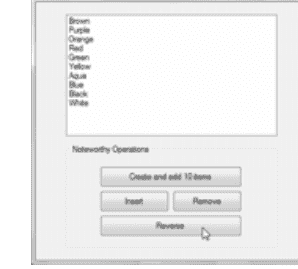 Brown
Purple
Orange
Red
Green
Yellow
Aqua
Blue
Black
White
Noteworthy Operations
Create and add 10 items
Insert Remove
Reverse